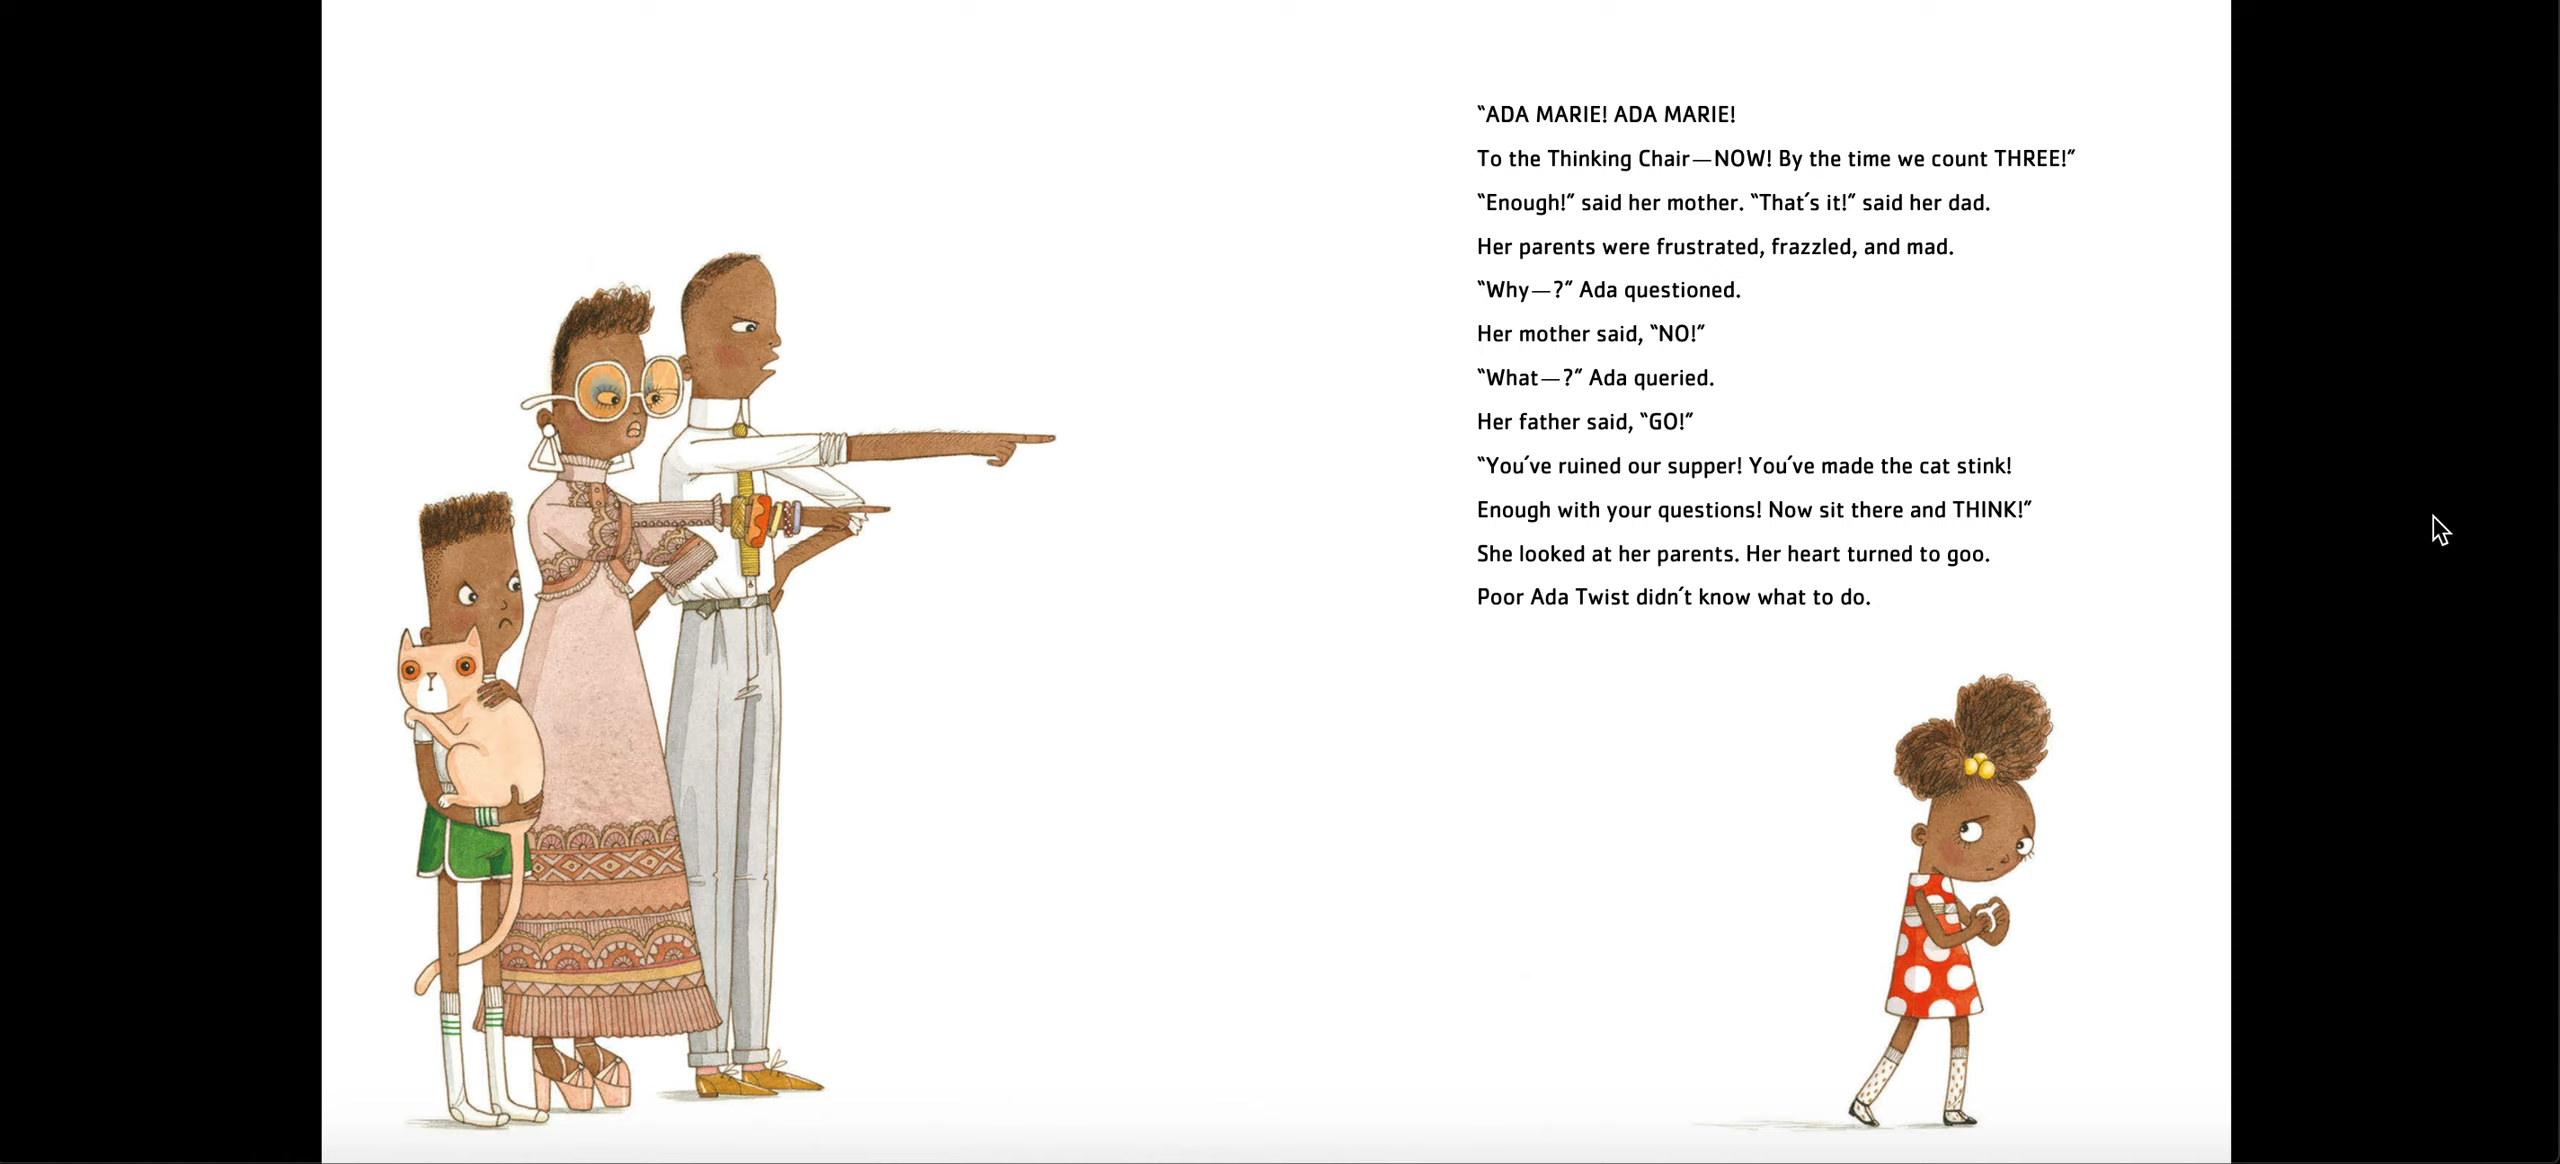 “ADA MARIE! ADA MARIE!
To the Thinking Chair—NOW! By the time we count THREE!”
“Enough!” said her mother. “That’s it!” said her dad.
Her parents were frustrated, frazzled, and mad.
“Why—?” Ada questioned.
Her mother said, “NO!”
“What—?” Ada queried.
Her father said, “GO!”
“You’ve ruined our supper! You’ve made the cat stink!
Enough with your questions! Now sit there and THINK!”
She looked at her parents. Her heart turned to goo.
Poor Ada Twist didn’t know what to do.